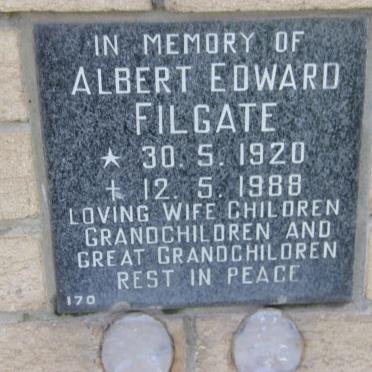 IN MEMORY OF
ALBERT EDWARD
FILGATE
★ 30. 5. 1920
† 12. 5. 1988
LOVING WIFE CHILDREN
GRANDCHILDREN AND
GREAT GRANDCHILDREN
REST IN PEACE
170